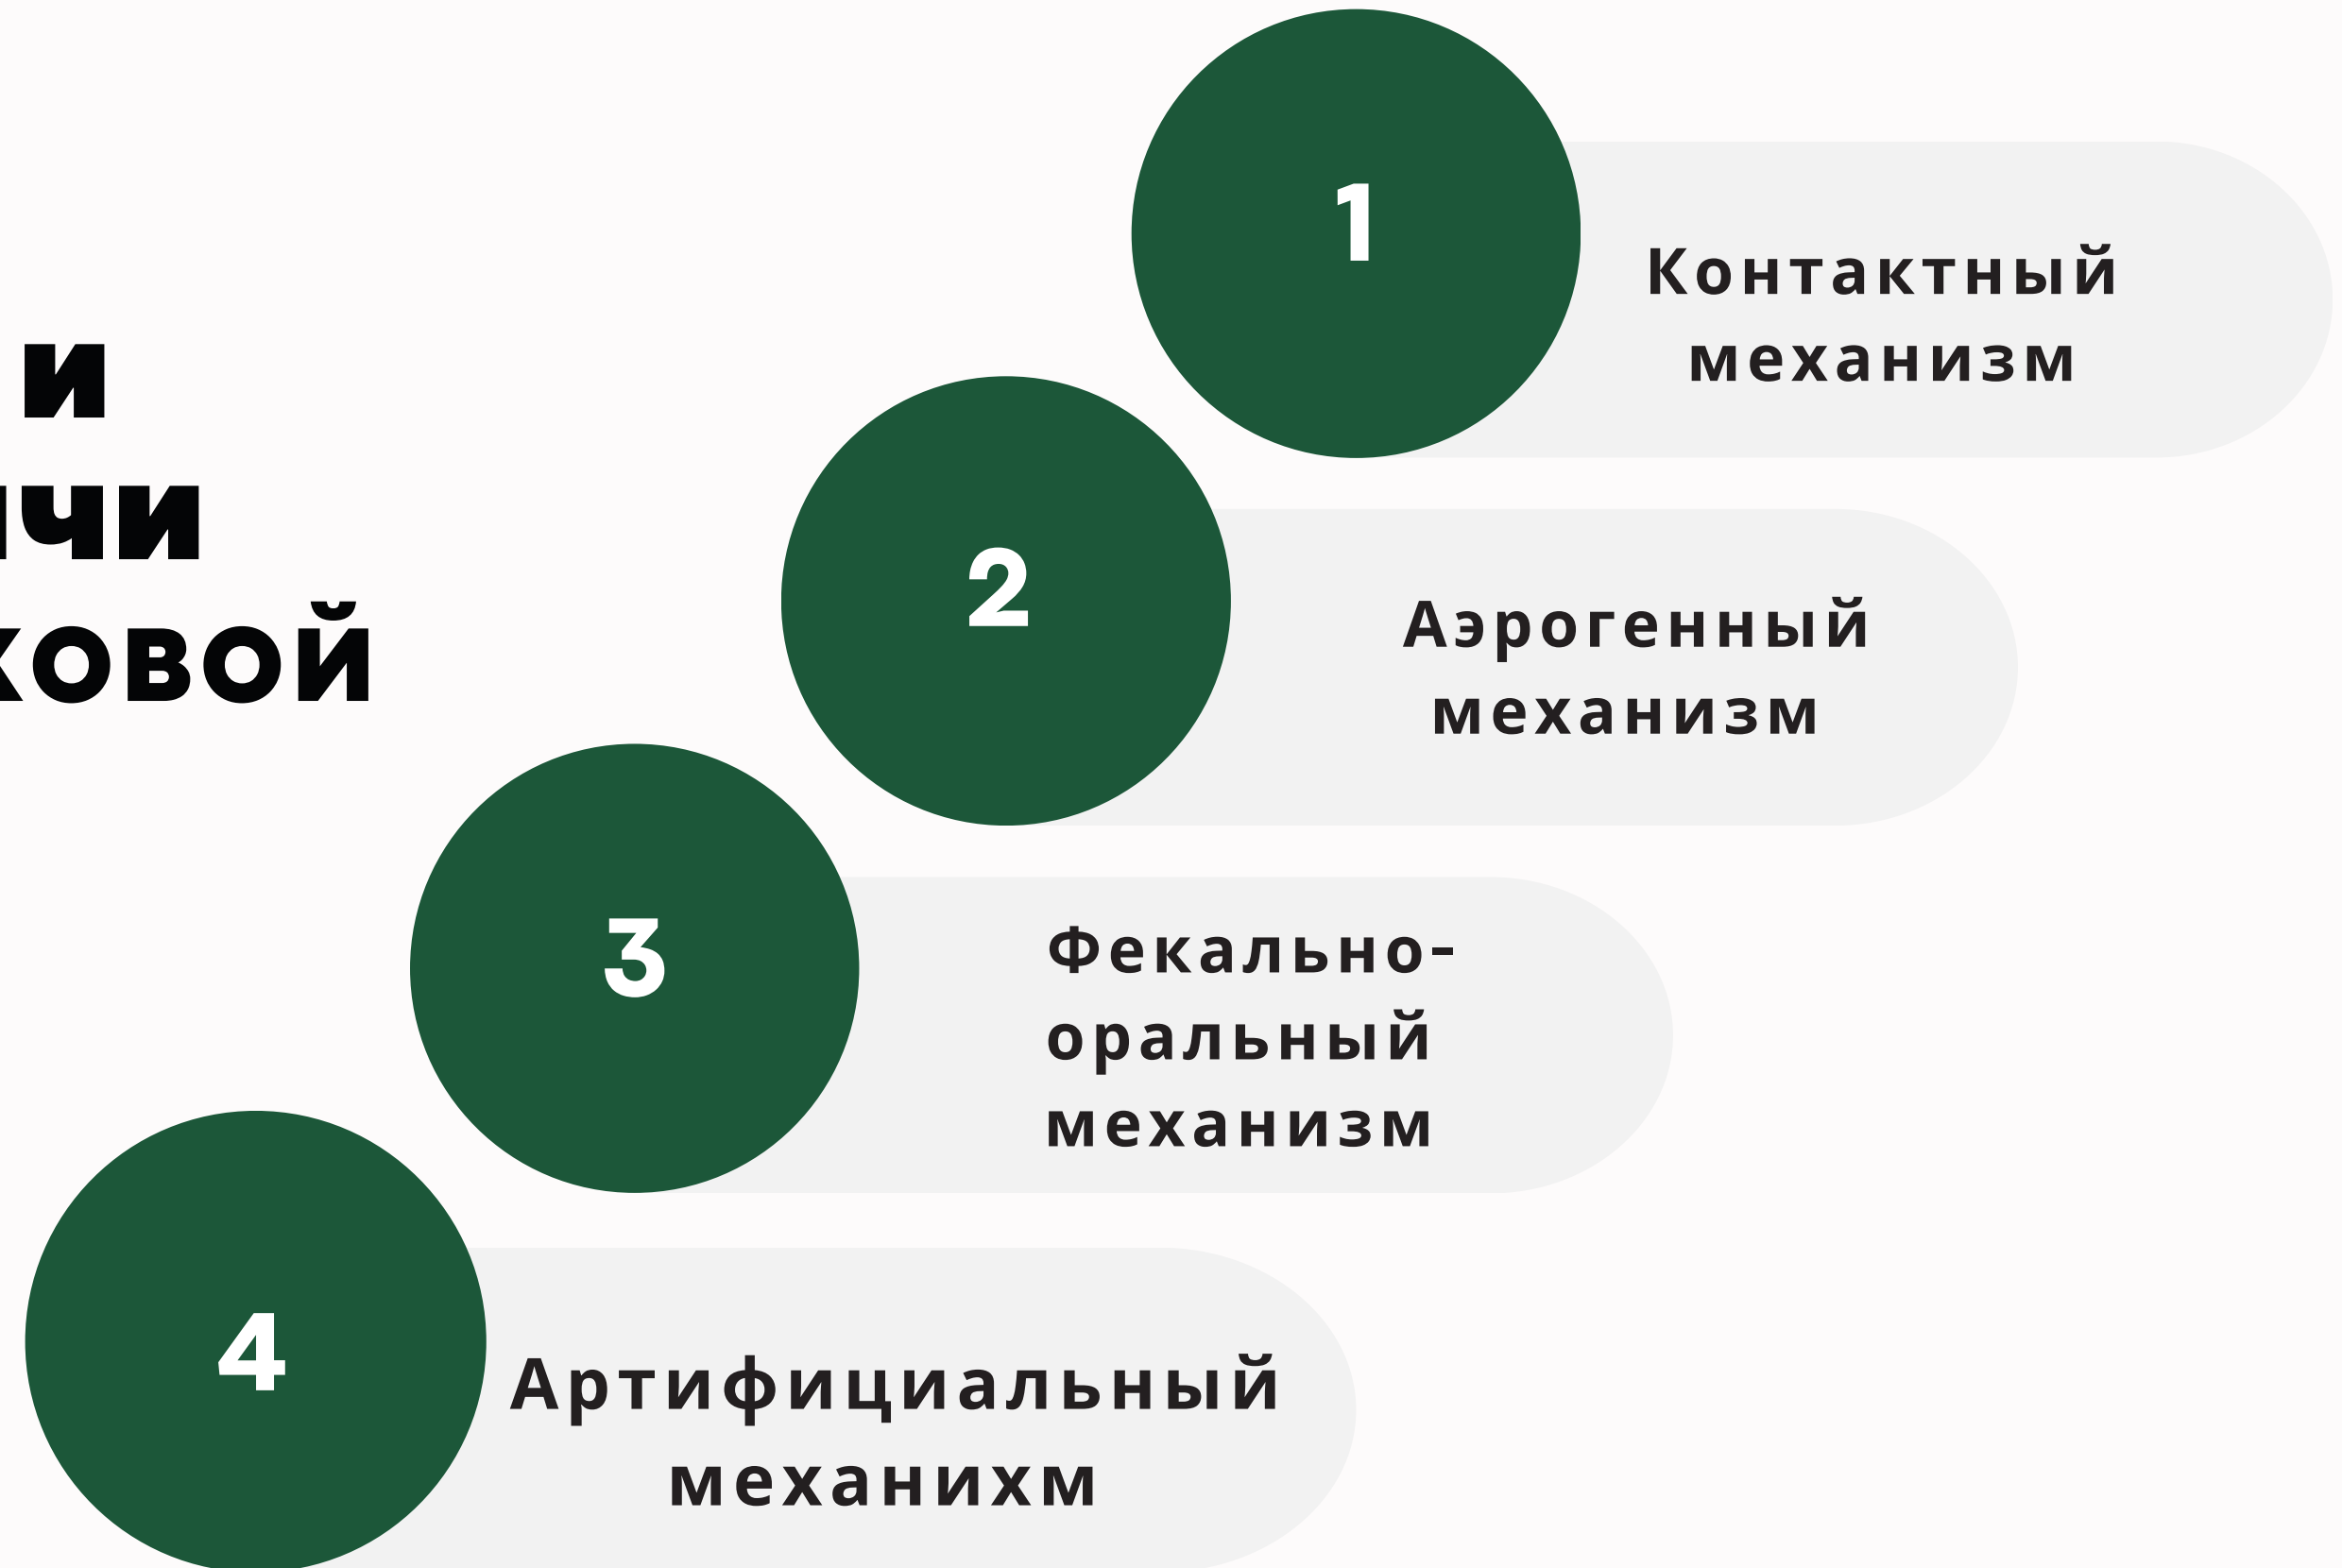 и
чи
ковой
1
Контактный
механизм
2
Аэрогенный
механизм
3
Фекально-
оральный
механизм
4
Артифициальный
механихм